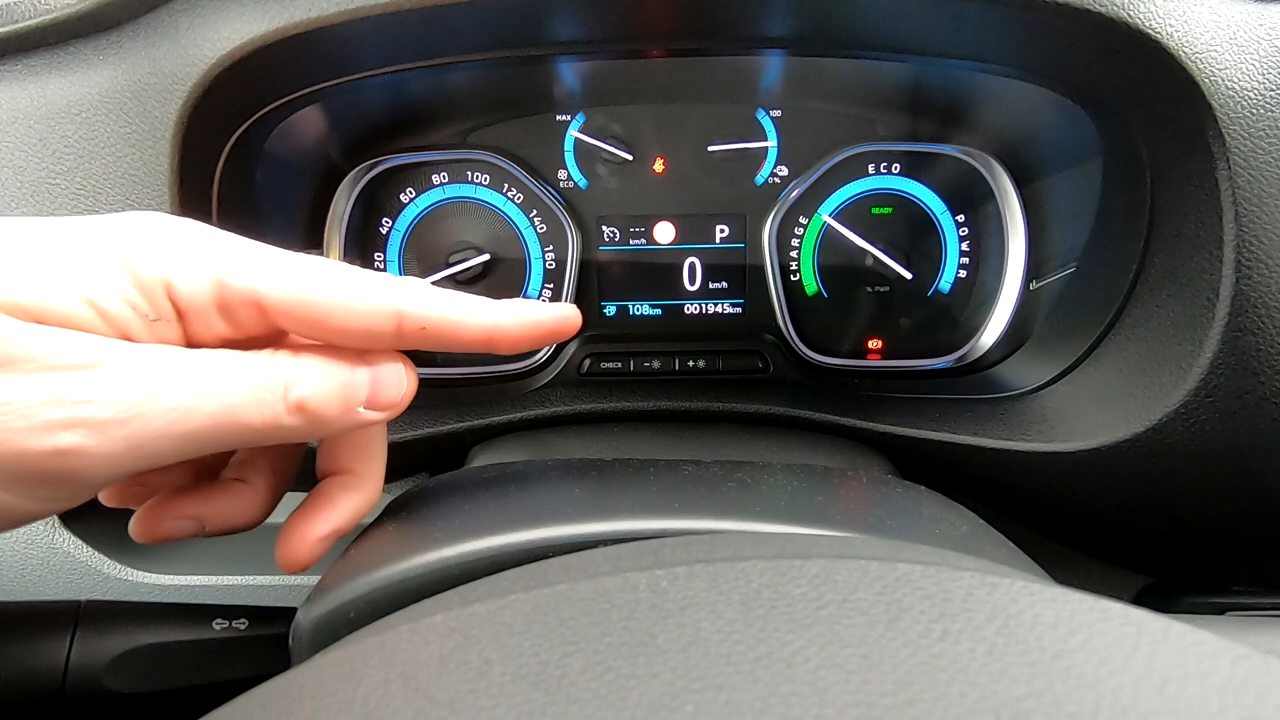 MAX
ECO
100
0%
20
40
60
80
100
120
140
160
180
---
km/h
P
0
km/h
108km
001945km
ECO
CHARGE
POWER
READY
% PWR
CHECK
-
+